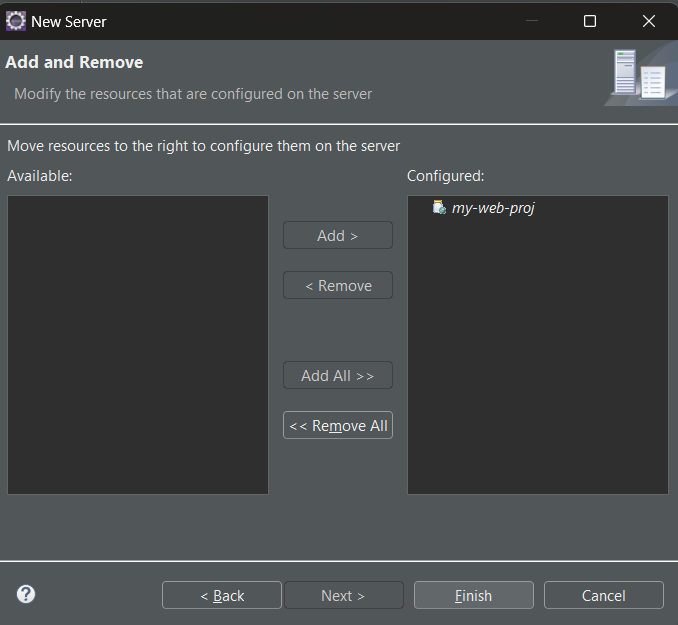 New Server
Add and Remove
Modify the resources that are configured on the server
Move resources to the right to configure them on the server
Available:
Configured:
my-web-proj
Add >
< Remove
Add All >>
<< Remove All
?
< Back
Next >
Finish
Cancel